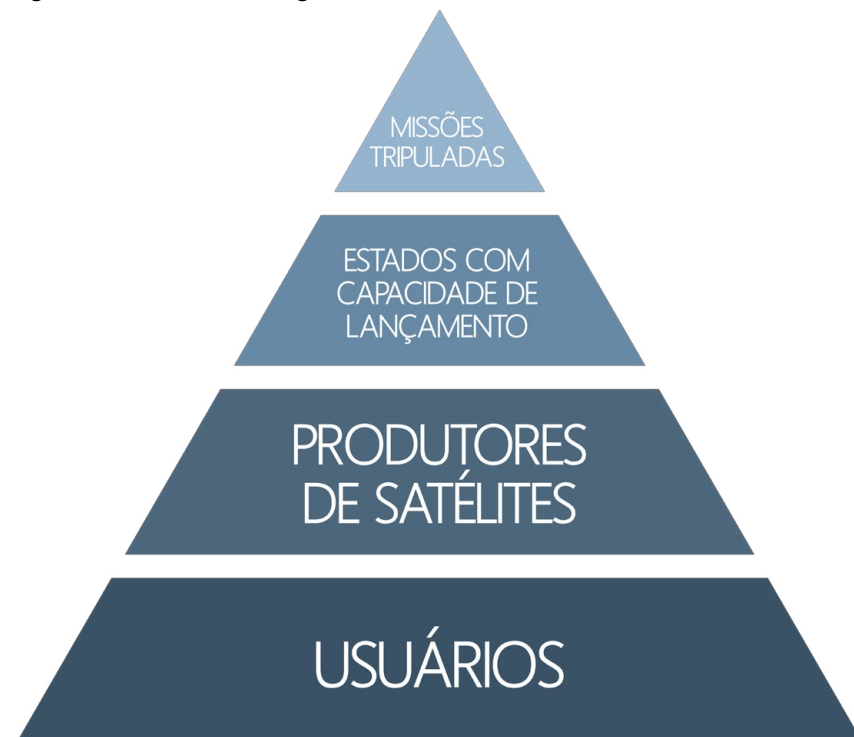 MISSÕES
TRIPULADAS
ESTADOS COM
CAPACIDADE DE
LANÇAMENTO
PRODUTORES
DE SATÉLITES
USUÁRIOS